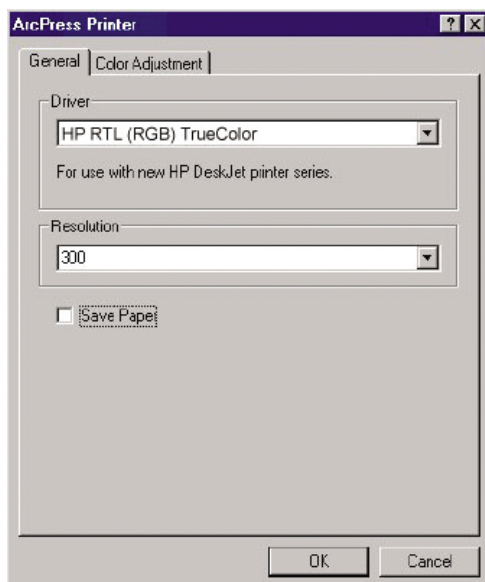 ArcPress Printer
General Color Adjustment
Driver
HP RTL (RGB) TrueColor
For use with new HP DeskJet printer series.
Resolution
300
Save Paper
OK Cancel